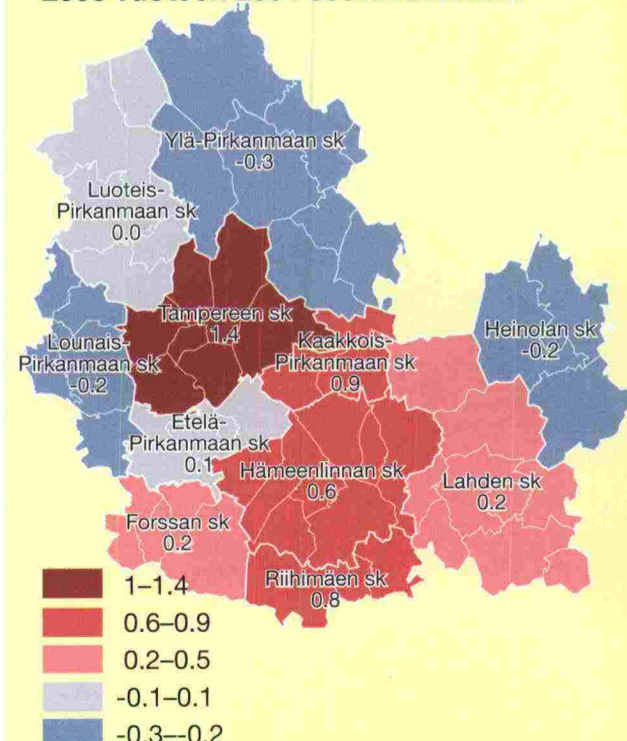 Ylä-Pirkanmaan sk
-0.3
Luoteis-
Pirkanmaan sk
0.0
Tampereen sk
1.4
Kaakkois-
Pirkanmaan sk
0.9
Heinolan sk
-0.2
Lounais-
Pirkanmaan sk
-0.2
Etelä-
Pirkanmaan sk
0.1
Hämeenlinnan sk
0.6
Lahden sk
0.2
Forssan sk
0.2
Riihimäen sk
0.8
1–1.4
0.6–0.9
0.2–0.5
-0.1–0.1
-0.3–-0.2